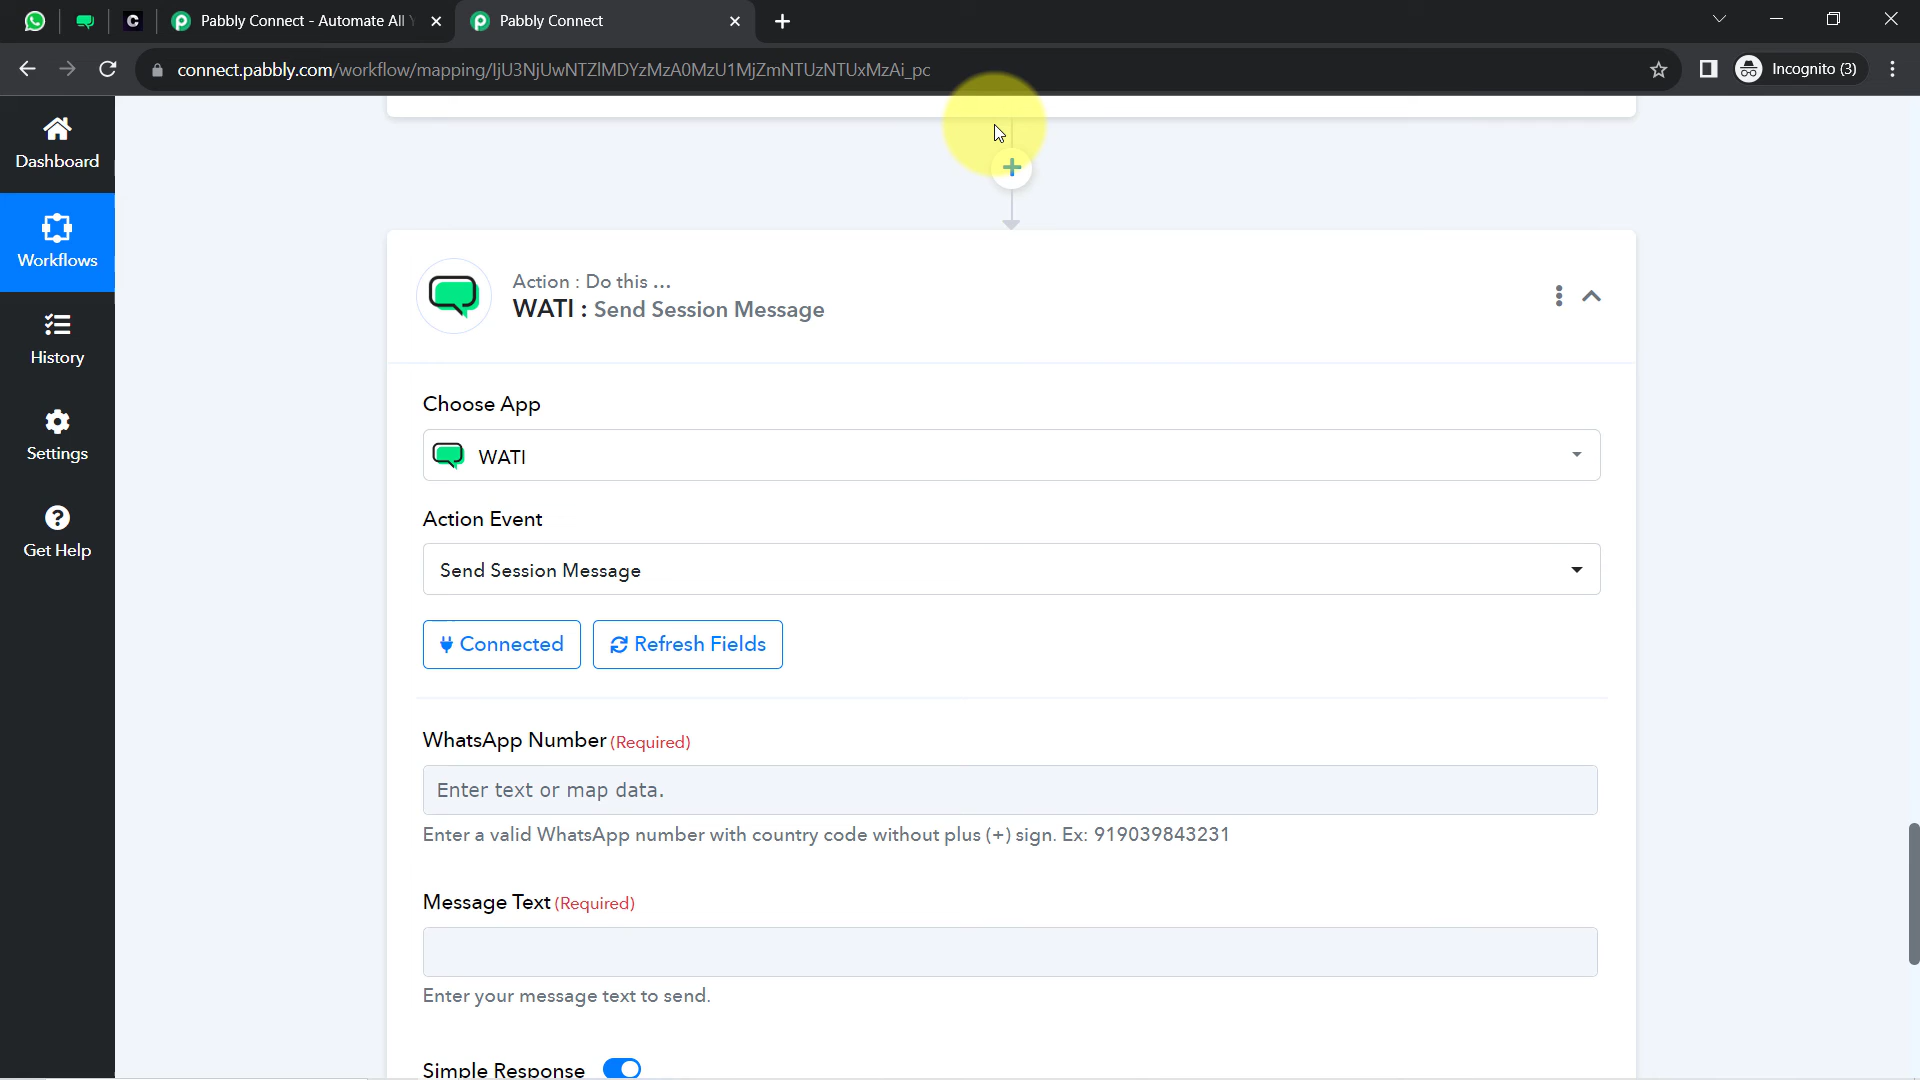 Pabbly Connect - Automate All Y
Pabbly Connect
connect.pabbly.com/workflow/mapping/IjU3NjUwNTZlMDYzMzA0MzU1MjZmNTUzNTUxMzAi_pc
Incognito (3)
Dashboard
Workflows
History
Settings
Get Help
Action : Do this ...
WATI : Send Session Message
Choose App
WATI
Action Event
Send Session Message
Connected
Refresh Fields
WhatsApp Number (Required)
Enter text or map data.
Enter a valid WhatsApp number with country code without plus (+) sign. Ex: 919039843231
Message Text (Required)
Enter your message text to send.
Simple Response